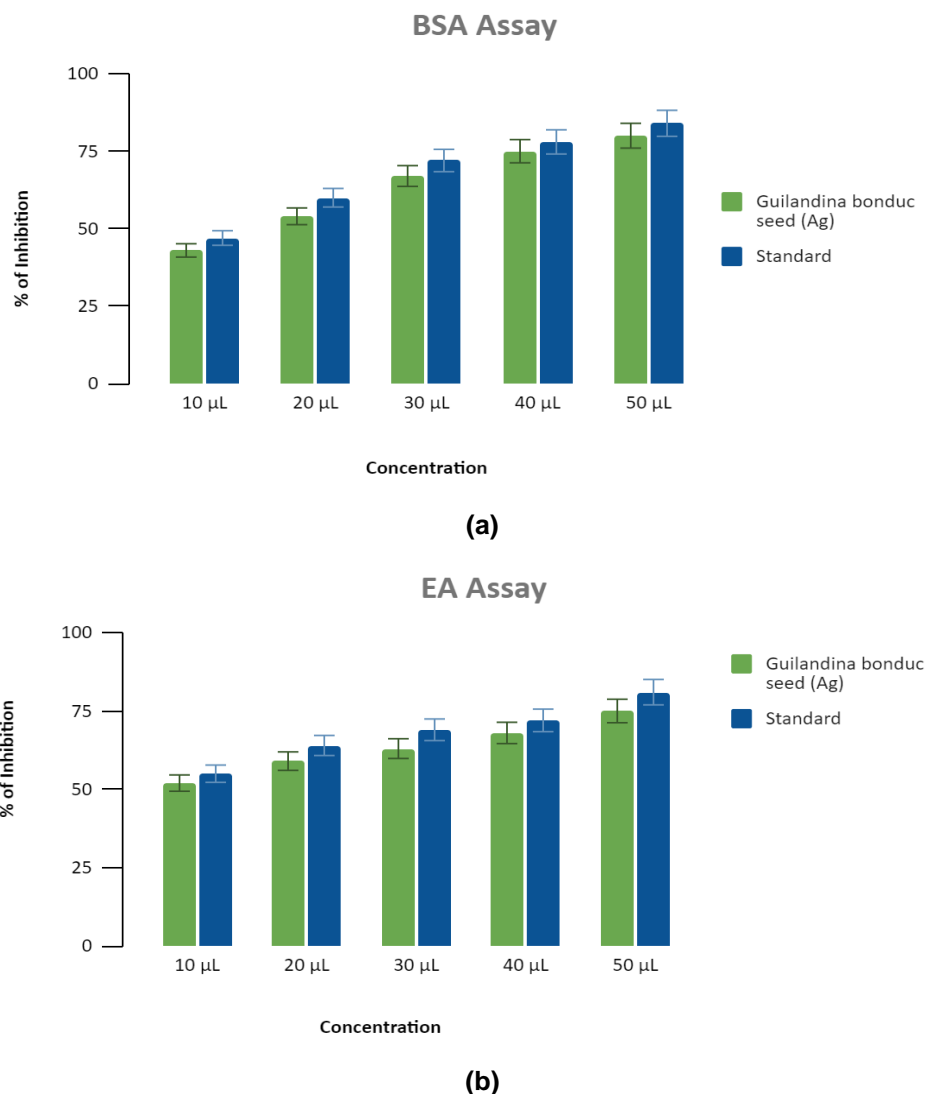 BSA Assay
100
75
50
25
0
% of Inhibition
10 µL
20 µL
30 µL
40 µL
50 µL
Concentration
Guilandina bonduc
seed (Ag)
Standard
(a)
EA Assay
100
75
50
25
0
% of Inhibition
10 µL
20 µL
30 µL
40 µL
50 µL
Concentration
Guilandina bonduc
seed (Ag)
Standard
(b)